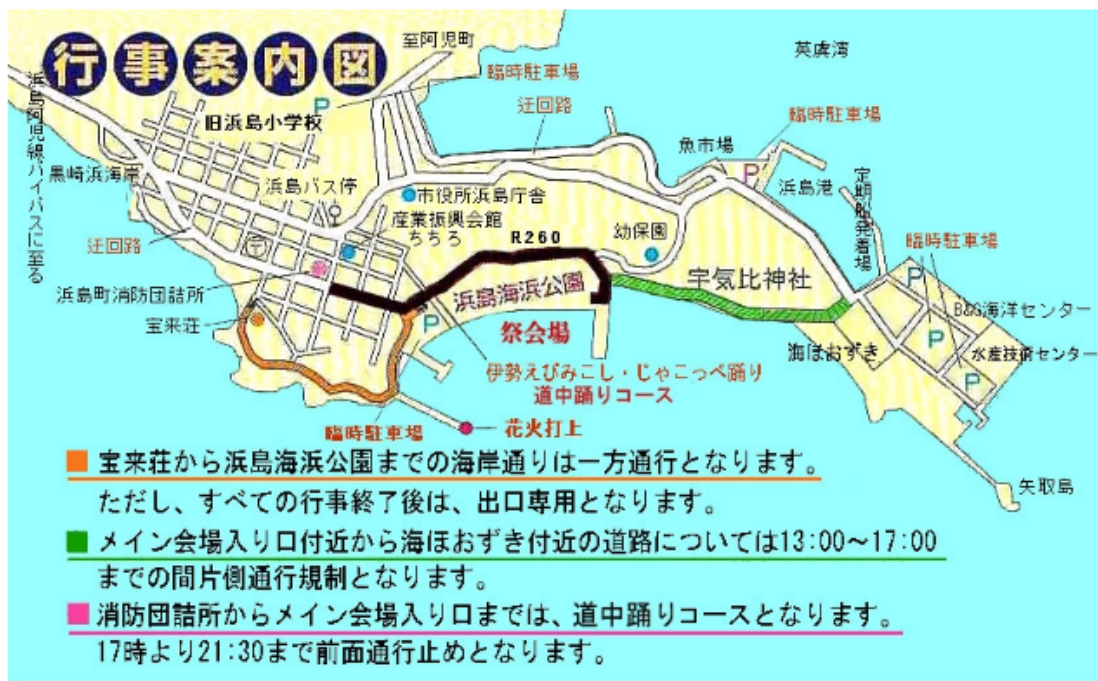 行事案内図
至阿児町
英虞湾
臨時駐車場
P
旧浜島小学校
迂回路
臨時駐車場
浜島阿児線バイパスに至る
魚市場
P
黒崎浜海岸
浜島バス停
市役所浜島庁舎
浜島港
定期船発着場
産業振興会館
ちちろ
R260
幼保園
迂回路
〒
臨時駐車場
P
宇気比神社
浜島海浜公園
浜島町消防団詰所
B&G海洋センター
宝来荘
P
祭会場
P
海ほおずき
水産技術センター
P
伊勢えびみこし・じゃこっぺ踊り
道中踊りコース
臨時駐車場
花火打上
矢取島
宝来荘から浜島海浜公園までの海岸通りは一方通行となります。
ただし、すべての行事終了後は、出口専用となります。
メイン会場入り口付近から海ほおずき付近の道路については13:00～17:00
までの間片側通行規制となります。
消防団詰所からメイン会場入り口までは、道中踊りコースとなります。
17時より21:30まで前面通行止めとなります。